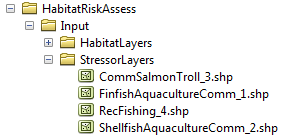 HabitatRiskAssess
Input
HabitatLayers
StressorLayers
CommSalmonTroll_3.shp
FinfishAquacultureComm_1.shp
RecFishing_4.shp
ShellfishAquacultureComm_2.shp